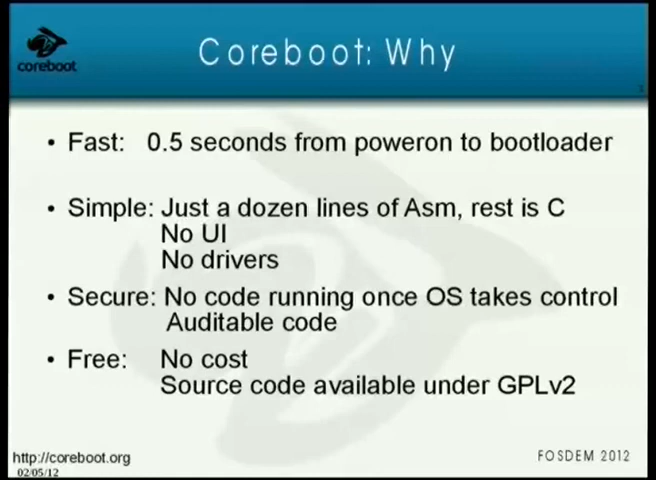 coreboot
Coreboot: Why
• Fast: 0.5 seconds from poweron to bootloader
• Simple: Just a dozen lines of Asm, rest is C
No UI
No drivers
• Secure: No code running once OS takes control
Auditable code
• Free: No cost
Source code available under GPLv2
http://coreboot.org
FOSDEM 2012
02/05/12